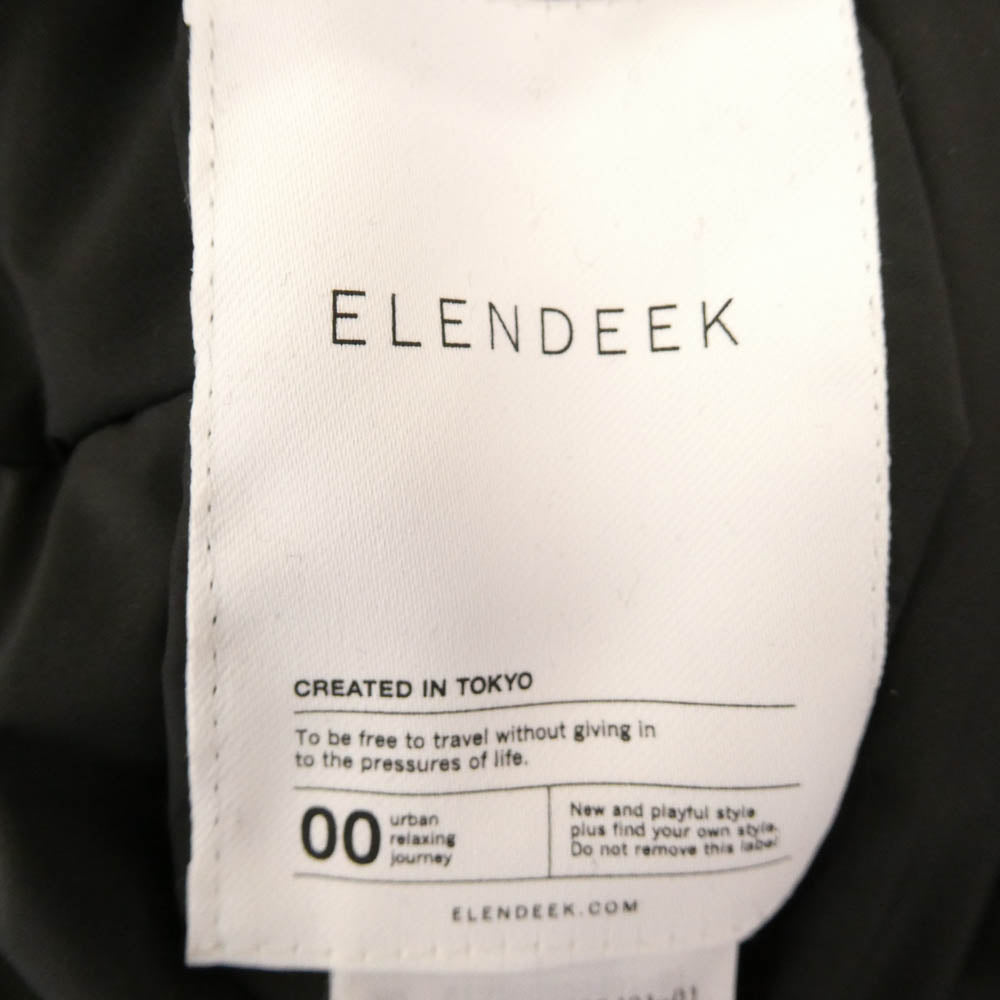 ELENDEEK
CREATED IN TOKYO
To be free to travel without giving in
to the pressures of life.
00
urban
relaxing
journey
New and playful style
plus find your own style.
Do not remove this label
ELENDEEK.COM